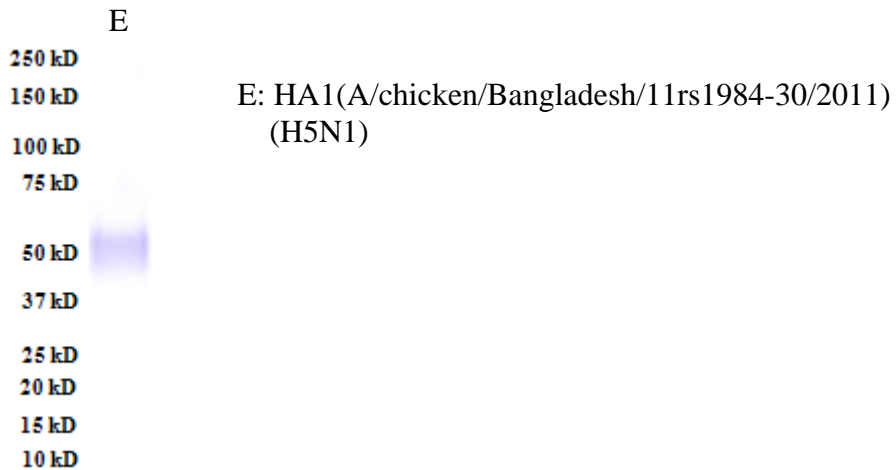 E
250 kD
150 kD
100 kD
75 kD
50 kD
37 kD
25 kD
20 kD
15 kD
10 kD
E: HA1(A/chicken/Bangladesh/11rs1984-30/2011)
(H5N1)